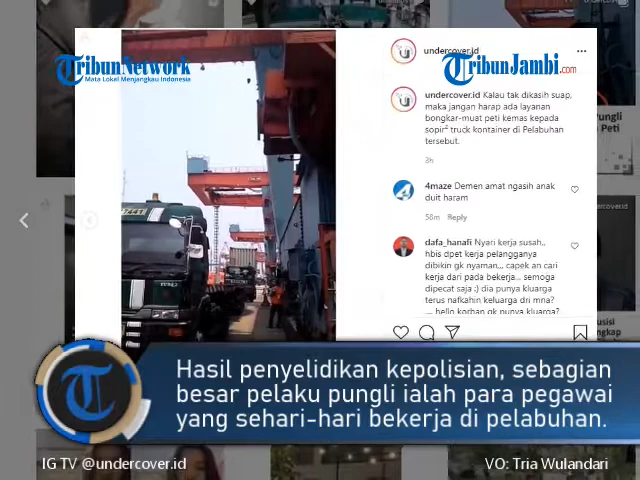 TribunNetwork
Mata Lokal Menjangkau Indonesia
undercover.id
TribunJambi.com
undercover.id Kalau tak dikasih suap,
maka jangan harap ada layanan
bongkar-muat peti kemas kepada
sopir² truck kontainer di Pelabuhan
tersebut.
3h
4maze Demen amat ngasih anak
duit haram
58m Reply
dafa_hanafi Nyari kerja susah..
hbis dpet kerja pelangganya
dibikin gk nyaman... capek an cari
kerja dari pada bekerja... semoga
dipecat saja :) dia punya kluarga
terus nafkahin keluarga dri mna?
.... hello korban gk punya kluarga?
Hasil penyelidikan kepolisian, sebagian
besar pelaku pungli ialah para pegawai
yang sehari-hari bekerja di pelabuhan.
IG TV @undercover.id
VO: Tria Wulandari